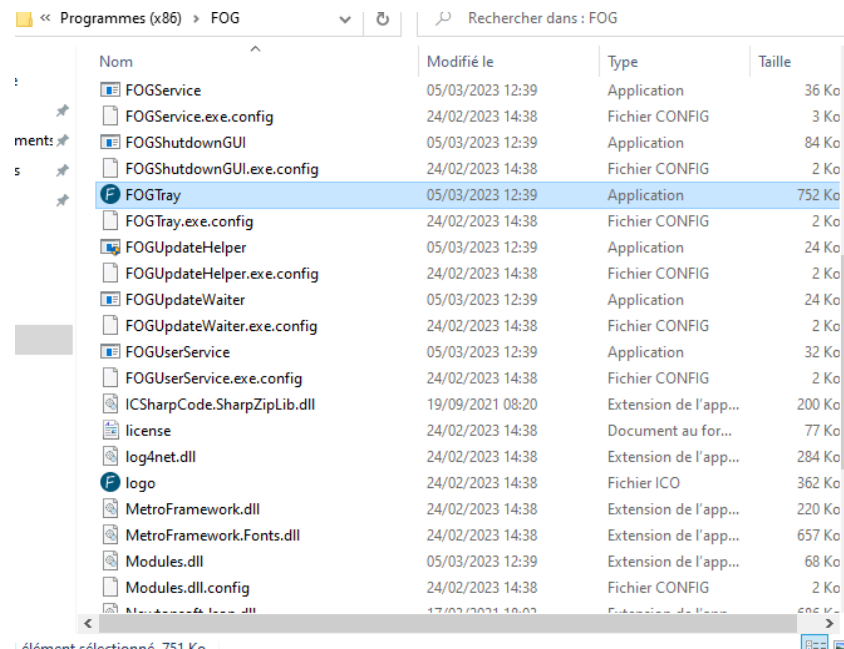 « Programmes (x86) > FOG Rechercher dans : FOG
Nom Modifié le Type Taille
FOGService 05/03/2023 12:39 Application 36 Ko
FOGService.exe.config 24/02/2023 14:38 Fichier CONFIG 3 Ko
FOGShutdownGUI 05/03/2023 12:39 Application 84 Ko
FOGShutdownGUI.exe.config 24/02/2023 14:38 Fichier CONFIG 2 Ko
FOGTray 05/03/2023 12:39 Application 752 Ko
FOGTray.exe.config 24/02/2023 14:38 Fichier CONFIG 2 Ko
FOGUpdateHelper 05/03/2023 12:39 Application 24 Ko
FOGUpdateHelper.exe.config 24/02/2023 14:38 Fichier CONFIG 2 Ko
FOGUpdateWaiter 05/03/2023 12:39 Application 24 Ko
FOGUpdateWaiter.exe.config 24/02/2023 14:38 Fichier CONFIG 2 Ko
FOGUserService 05/03/2023 12:39 Application 32 Ko
FOGUserService.exe.config 24/02/2023 14:38 Fichier CONFIG 2 Ko
ICSharpCode.SharpZipLib.dll 19/09/2021 08:20 Extension de l'app... 200 Ko
license 24/02/2023 14:38 Document au for... 77 Ko
log4net.dll 24/02/2023 14:38 Extension de l'app... 284 Ko
logo 24/02/2023 14:38 Fichier ICO 362 Ko
MetroFramework.dll 24/02/2023 14:38 Extension de l'app... 220 Ko
MetroFramework.Fonts.dll 24/02/2023 14:38 Extension de l'app... 657 Ko
Modules.dll 05/03/2023 12:39 Extension de l'app... 68 Ko
Modules.dll.config 24/02/2023 14:38 Fichier CONFIG 2 Ko
élément sélectionné 751 Ko